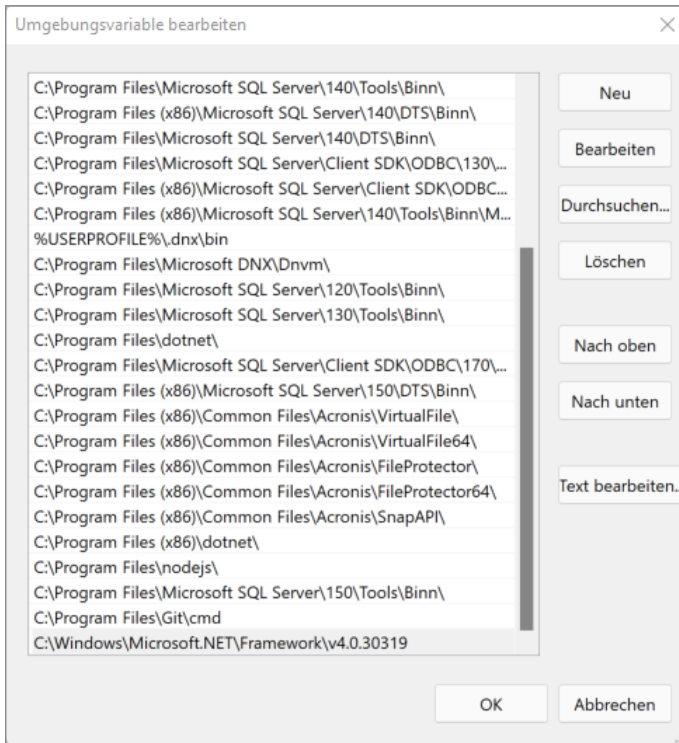 Umgebungsvariable bearbeiten
C:\Program Files\Microsoft SQL Server\140\Tools\Binn\
C:\Program Files (x86)\Microsoft SQL Server\140\DTS\Binn\
C:\Program Files\Microsoft SQL Server\140\DTS\Binn\
C:\Program Files\Microsoft SQL Server\Client SDK\ODBC\130\...
C:\Program Files (x86)\Microsoft SQL Server\Client SDK\ODBC...
C:\Program Files (x86)\Microsoft SQL Server\140\Tools\Binn\M...
%USERPROFILE%\.dnx\bin
C:\Program Files\Microsoft DNX\Dnvm\
C:\Program Files\Microsoft SQL Server\120\Tools\Binn\
C:\Program Files\Microsoft SQL Server\130\Tools\Binn\
C:\Program Files\dotnet\
C:\Program Files\Microsoft SQL Server\Client SDK\ODBC\170\...
C:\Program Files (x86)\Microsoft SQL Server\150\DTS\Binn\
C:\Program Files (x86)\Common Files\Acronis\VirtualFile\
C:\Program Files (x86)\Common Files\Acronis\VirtualFile64\
C:\Program Files (x86)\Common Files\Acronis\FileProtector\
C:\Program Files (x86)\Common Files\Acronis\FileProtector64\
C:\Program Files (x86)\Common Files\Acronis\SnapAPI\
C:\Program Files (x86)\dotnet\
C:\Program Files\nodejs\
C:\Program Files\Microsoft SQL Server\150\Tools\Binn\
C:\Program Files\Git\cmd
C:\Windows\Microsoft.NET\Framework\v4.0.30319
Neu
Bearbeiten
Durchsuchen...
Löschen
Nach oben
Nach unten
Text bearbeiten..
OK
Abbrechen